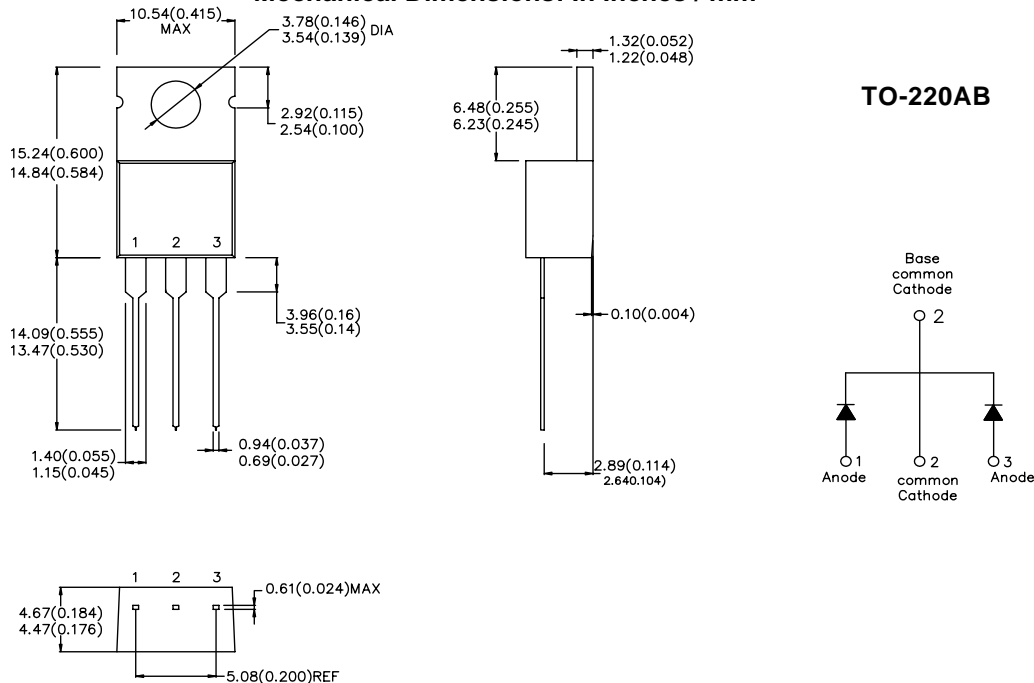 10.54(0.415)
MAX
3.78(0.146)
3.54(0.139) DIA
1.32(0.052)
1.22(0.048)
TO-220AB
2.92(0.115)
2.54(0.100)
6.48(0.255)
6.23(0.245)
15.24(0.600)
14.84(0.584)
1 2 3
3.96(0.16)
3.55(0.14)
14.09(0.555)
13.47(0.530)
0.94(0.037)
0.69(0.027)
1.40(0.055)
1.15(0.045)
0.10(0.004)
2.89(0.114)
2.640.104)
Base
common
Cathode
2
1
Anode
2
common
Cathode
3
Anode
1 2 3
0.61(0.024)MAX
4.67(0.184)
4.47(0.176)
5.08(0.200)REF